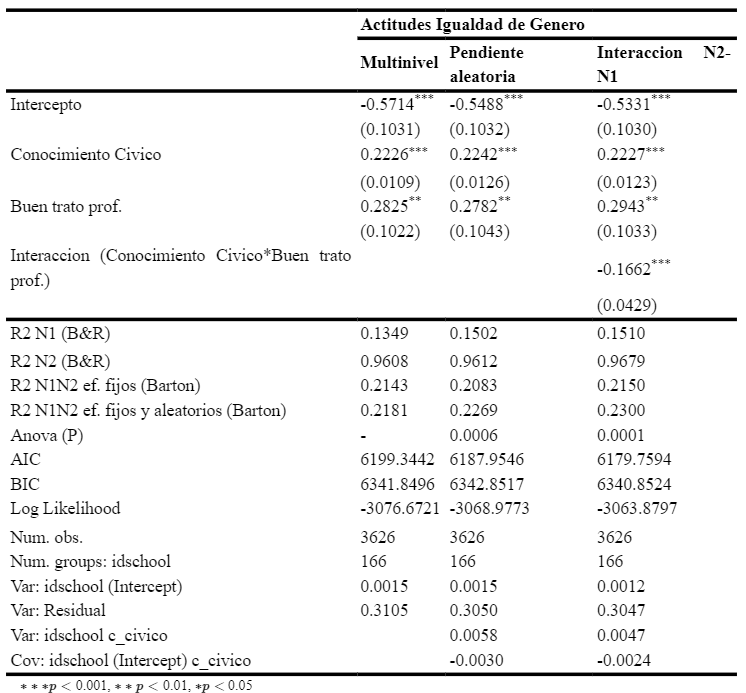 Actitudes Igualdad de Genero
Multinivel Pendiente aleatoria Interaccion N2-N1
Intercepto -0.5714*** -0.5488*** -0.5331***
(0.1031) (0.1032) (0.1030)
Conocimiento Civico 0.2226*** 0.2242*** 0.2227***
(0.0109) (0.0126) (0.0123)
Buen trato prof. 0.2825** 0.2782** 0.2943**
(0.1022) (0.1043) (0.1033)
Interaccion (Conocimiento Civico*Buen trato
prof.) -0.1662***
(0.0429)
R2 N1 (B&R) 0.1349 0.1502 0.1510
R2 N2 (B&R) 0.9608 0.9612 0.9679
R2 N1N2 ef. fijos (Barton) 0.2143 0.2083 0.2150
R2 N1N2 ef. fijos y aleatorios (Barton) 0.2181 0.2269 0.2300
Anova (P) - 0.0006 0.0001
AIC 6199.3442 6187.9546 6179.7594
BIC 6341.8496 6342.8517 6340.8524
Log Likelihood -3076.6721 -3068.9773 -3063.8797
Num. obs. 3626 3626 3626
Num. groups: idschool 166 166 166
Var: idschool (Intercept) 0.0015 0.0015 0.0012
Var: Residual 0.3105 0.3050 0.3047
Var: idschool c_civico 0.0058 0.0047
Cov: idschool (Intercept) c_civico -0.0030 -0.0024
***p < 0.001, **p < 0.01, *p < 0.05